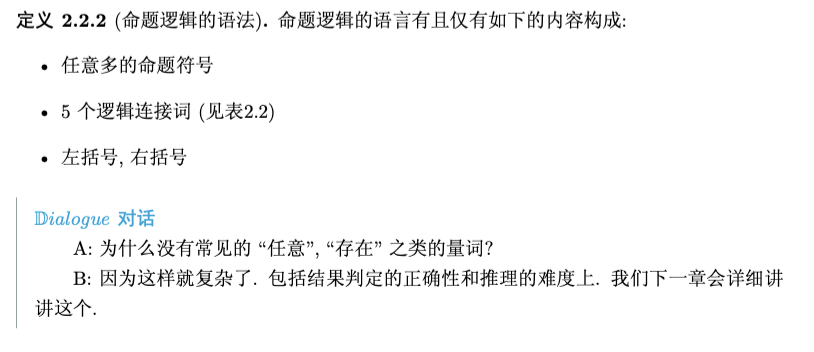 定义 2.2.2 (命题逻辑的语法). 命题逻辑的语言有且仅有如下的内容构成:
• 任意多的命题符号
• 5 个逻辑连接词 (见表2.2)
• 左括号, 右括号
𝔻ialogue 对话
A: 为什么没有常见的 “任意”, “存在” 之类的量词?
B: 因为这样就复杂了. 包括结果判定的正确性和推理的难度上. 我们下一章会详细讲
讲这个.